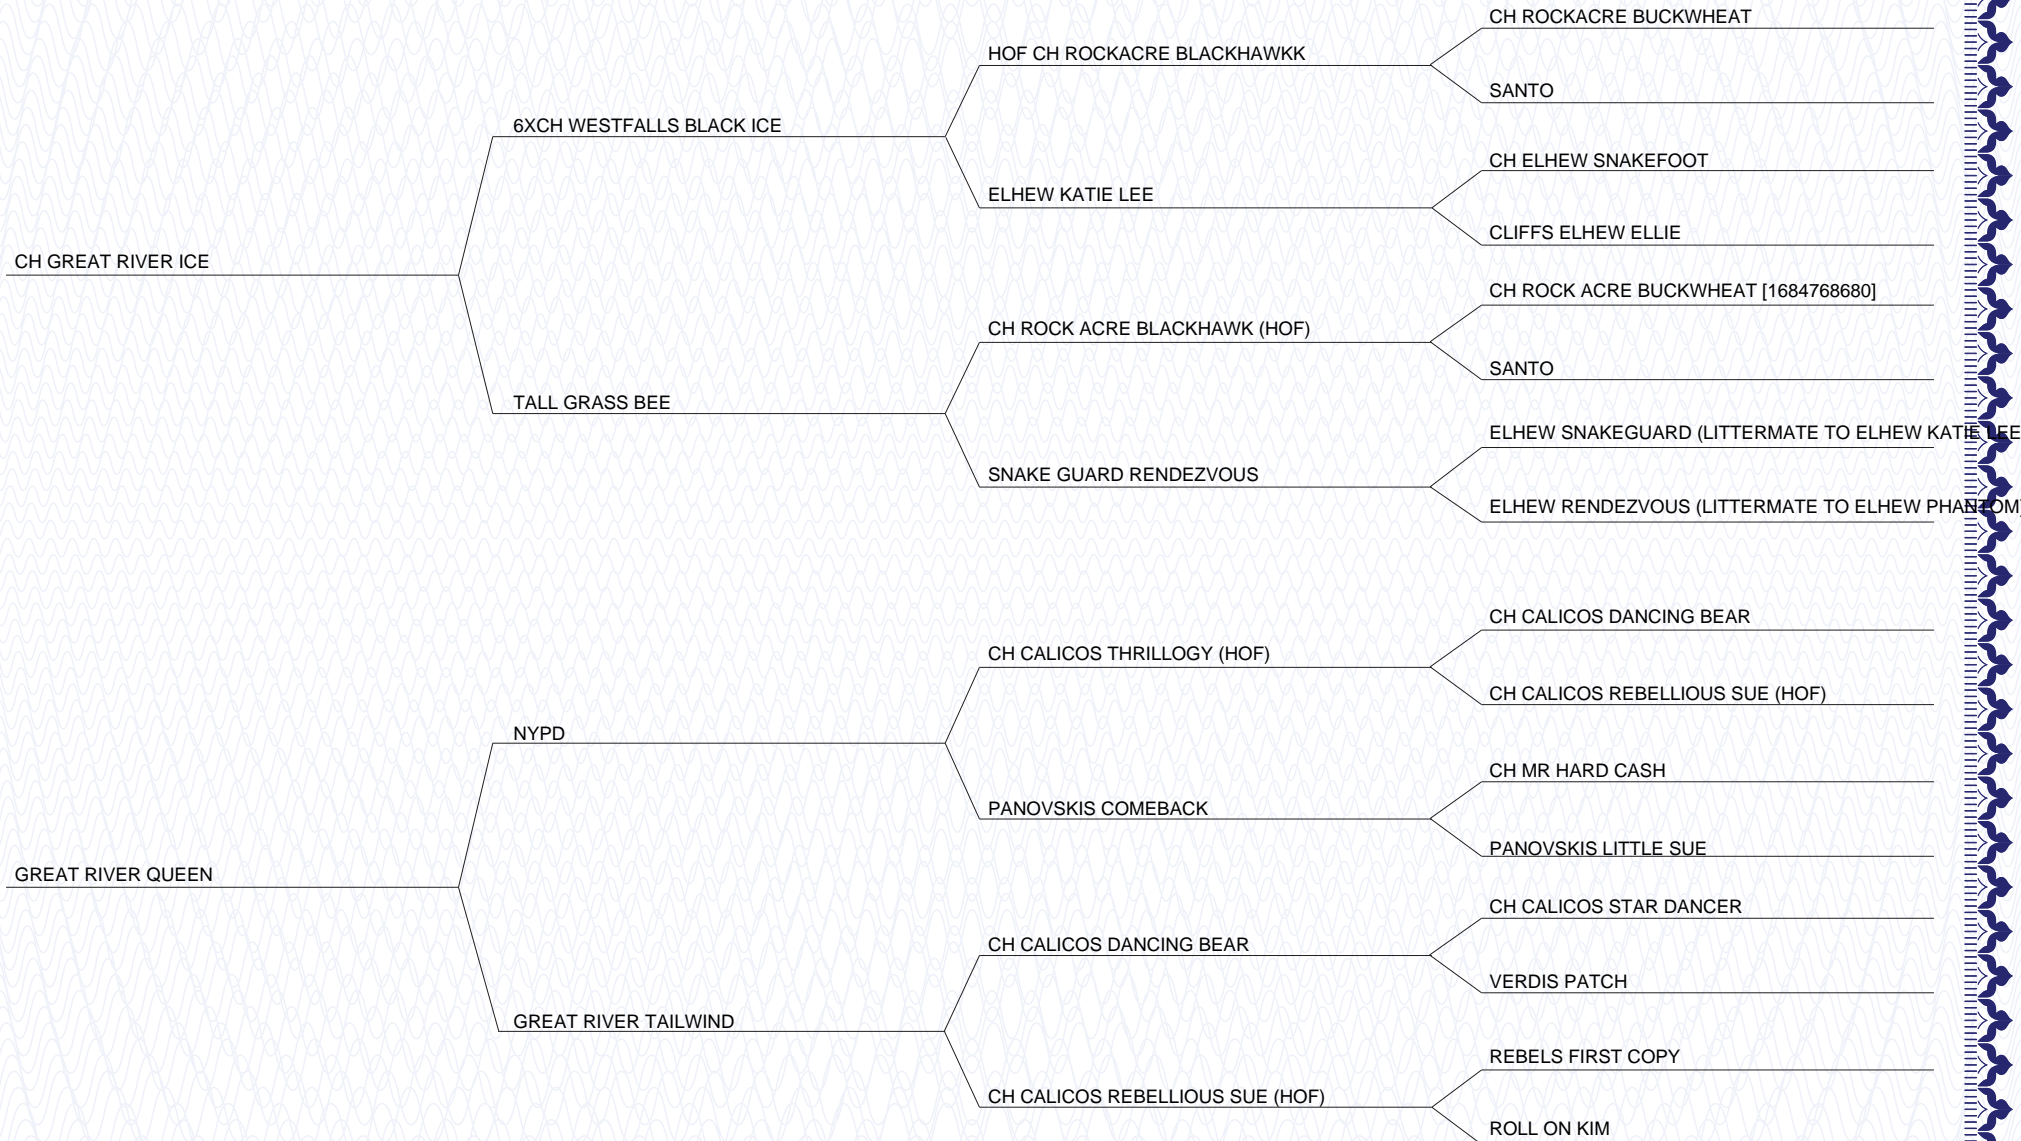 CH ROCKACRE BUCKWHEAT
HOF CH ROCKACRE BLACKHAWKK
SANTO
6XCH WESTFALLS BLACK ICE
CH ELHEW SNAKEFOOT
ELHEW KATIE LEE
CLIFFS ELHEW ELLIE
CH GREAT RIVER ICE
CH ROCK ACRE BUCKWHEAT [1684768680]
CH ROCK ACRE BLACKHAWK (HOF)
SANTO
TALL GRASS BEE
ELHEW SNAKEGUARD (LITTERMATE TO ELHEW KATIE LEE
SNAKE GUARD RENDEZVOUS
ELHEW RENDEZVOUS (LITTERMATE TO ELHEW PHANTOM)
CH CALICOS DANCING BEAR
CH CALICOS THRILLOGY (HOF)
CH CALICOS REBELLIOUS SUE (HOF)
NYPD
CH MR HARD CASH
PANOVSKIS COMEBACK
PANOVSKIS LITTLE SUE
GREAT RIVER QUEEN
CH CALICOS STAR DANCER
CH CALICOS DANCING BEAR
VERDIS PATCH
GREAT RIVER TAILWIND
REBELS FIRST COPY
CH CALICOS REBELLIOUS SUE (HOF)
ROLL ON KIM